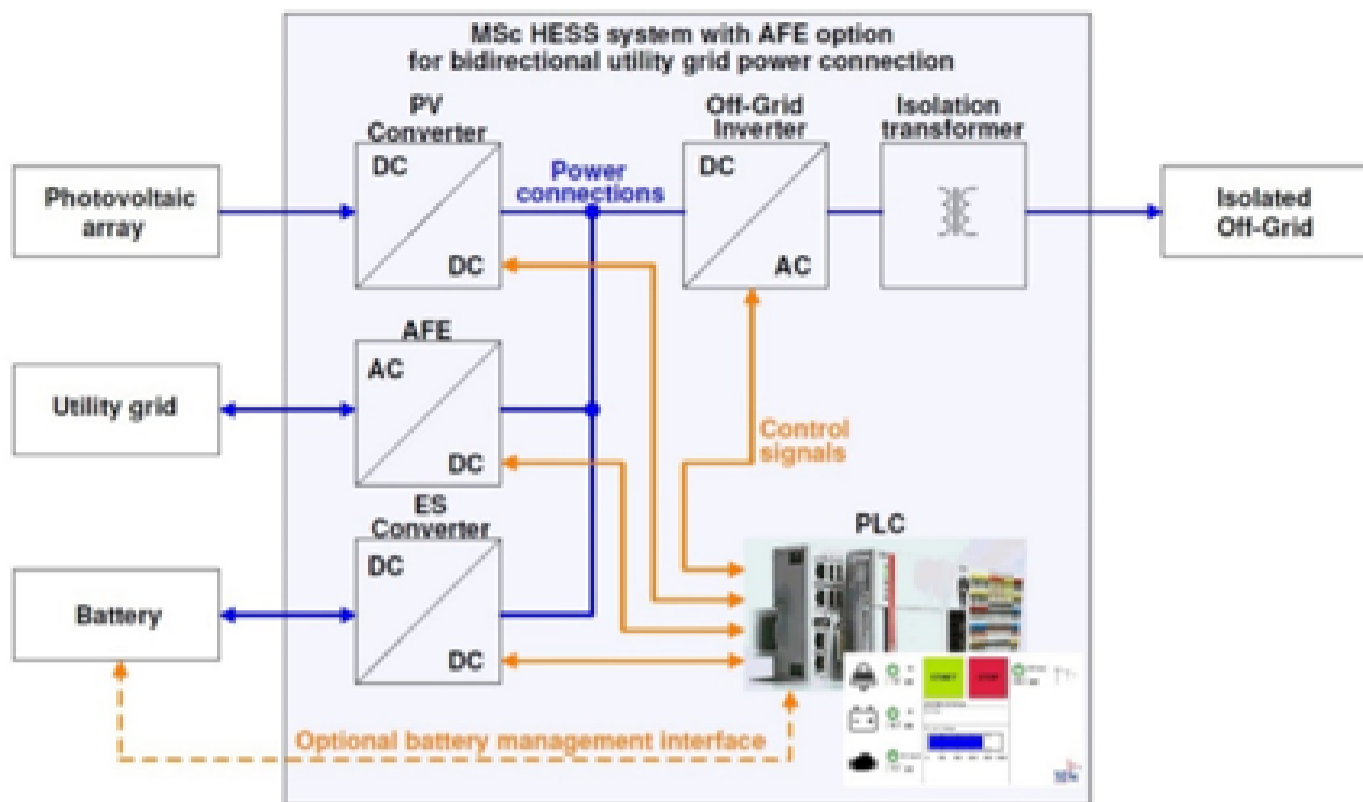 MSc HESS system with AFE option
for bidirectional utility grid power connection
PV
Converter
Off-Grid
Inverter
Isolation
transformer
DC
DC
Power
connections
DC
AC
Photovoltaic
array
Isolated
Off-Grid
AFE
AC
DC
Utility grid
Control
signals
ES
Converter
DC
DC
Battery
PLC
START
STOP
Optional battery management interface